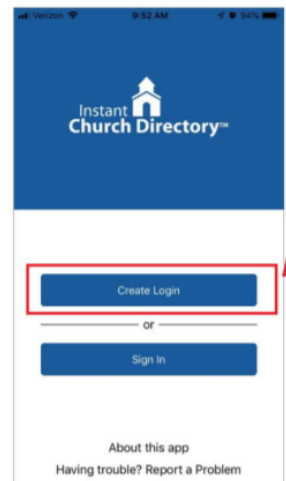 Verizon 9:52 AM 94%
Instant
Church Directory™
Create Login
or
Sign In
About this app
Having trouble? Report a Problem